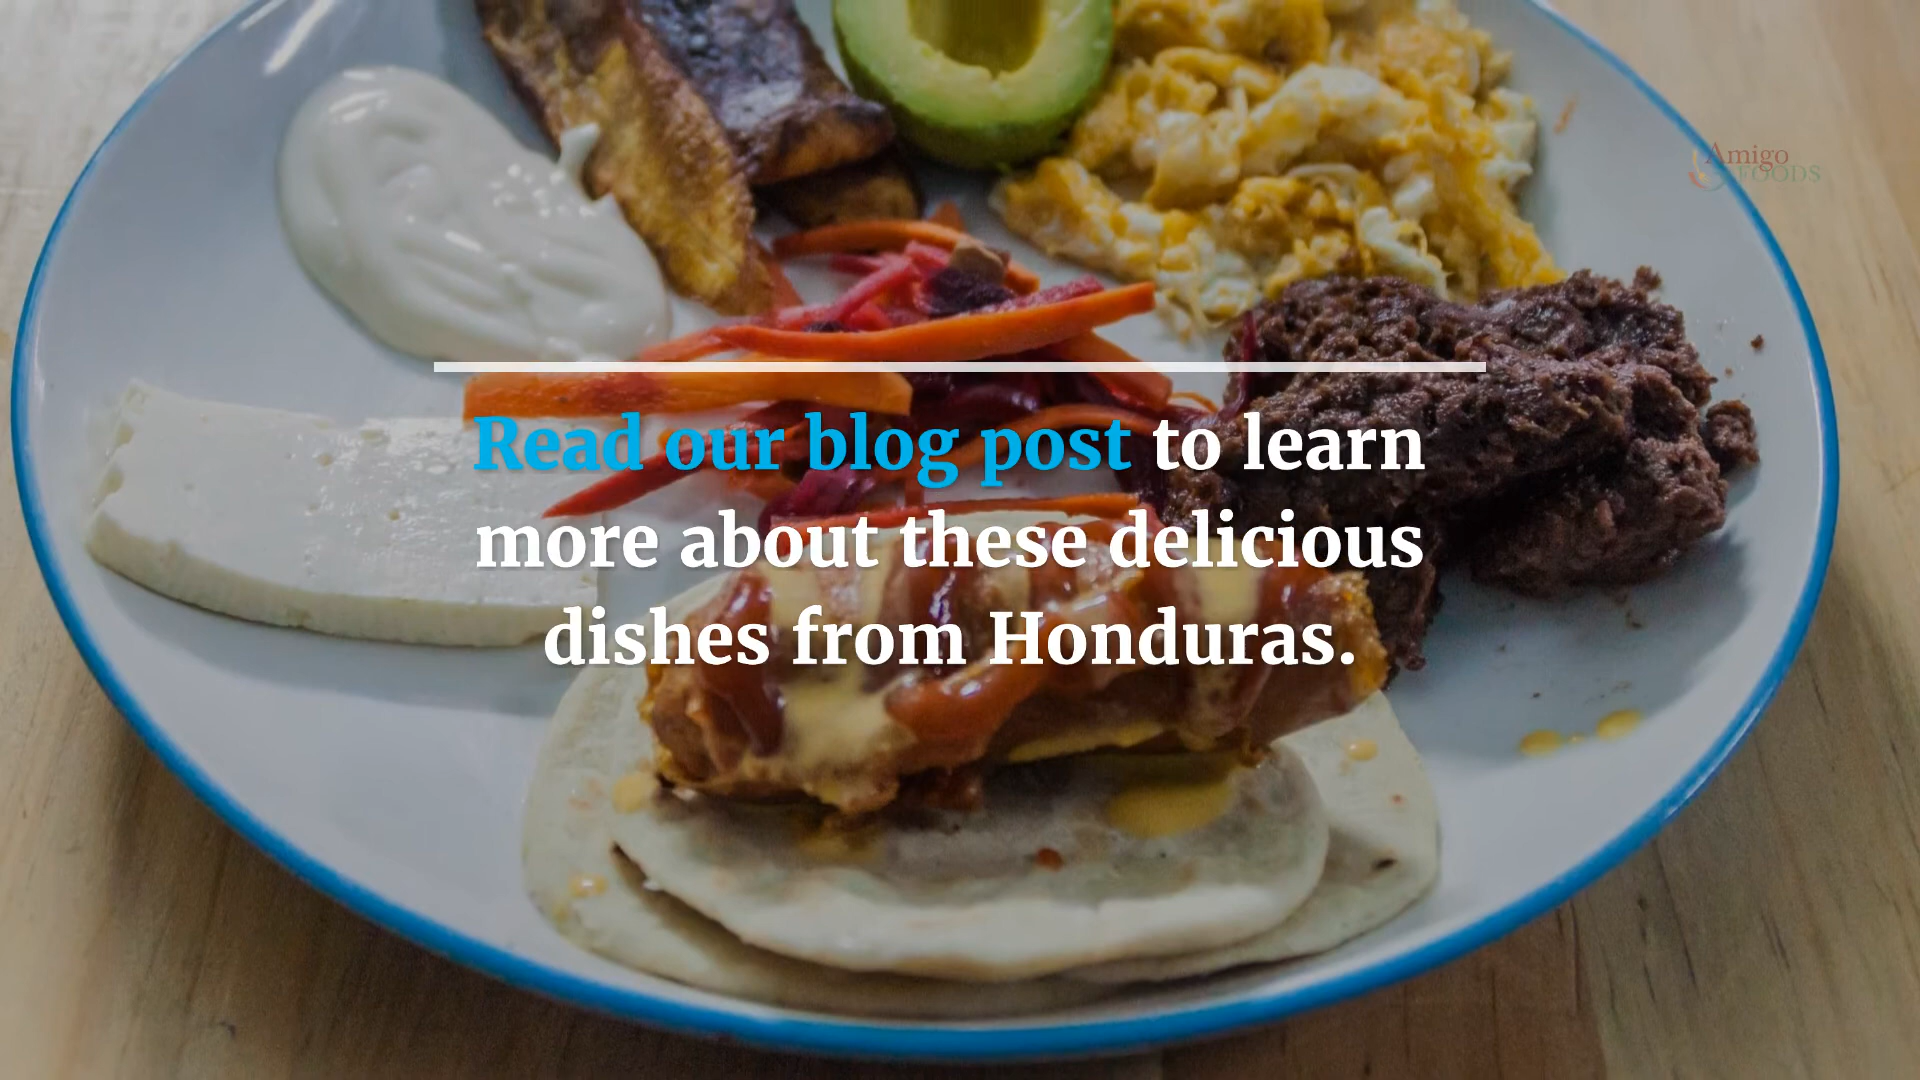 Amigo
FOODS
Read our blog post to learn
more about these delicious
dishes from Honduras.